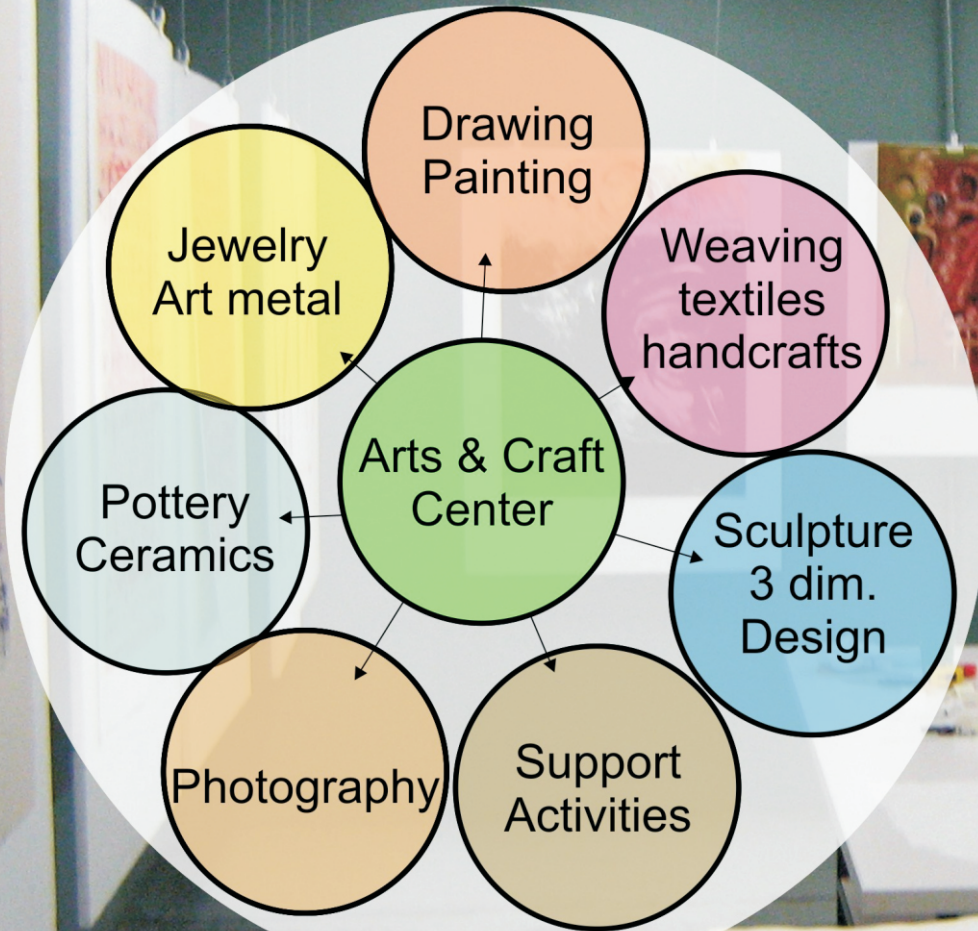 Drawing
Painting
Jewelry
Art metal
Weaving
textiles
handcrafts
Arts & Craft
Center
Pottery
Ceramics
Sculpture
3 dim.
Design
Photography
Support
Activities